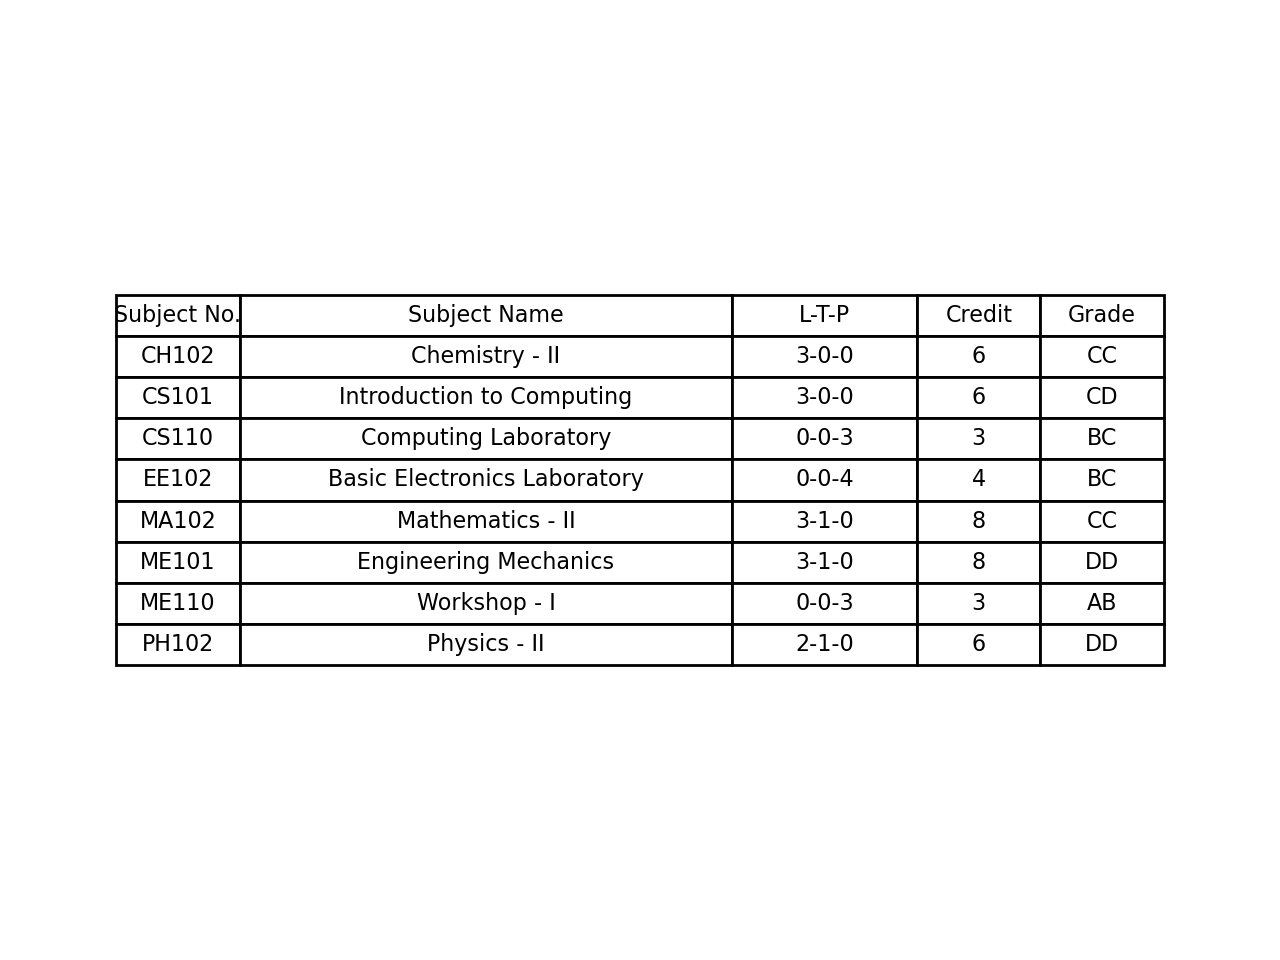 Subject No. Subject Name L-T-P Credit Grade
CH102 Chemistry - II 3-0-0 6 CC
CS101 Introduction to Computing 3-0-0 6 CD
CS110 Computing Laboratory 0-0-3 3 BC
EE102 Basic Electronics Laboratory 0-0-4 4 BC
MA102 Mathematics - II 3-1-0 8 CC
ME101 Engineering Mechanics 3-1-0 8 DD
ME110 Workshop - I 0-0-3 3 AB
PH102 Physics - II 2-1-0 6 DD